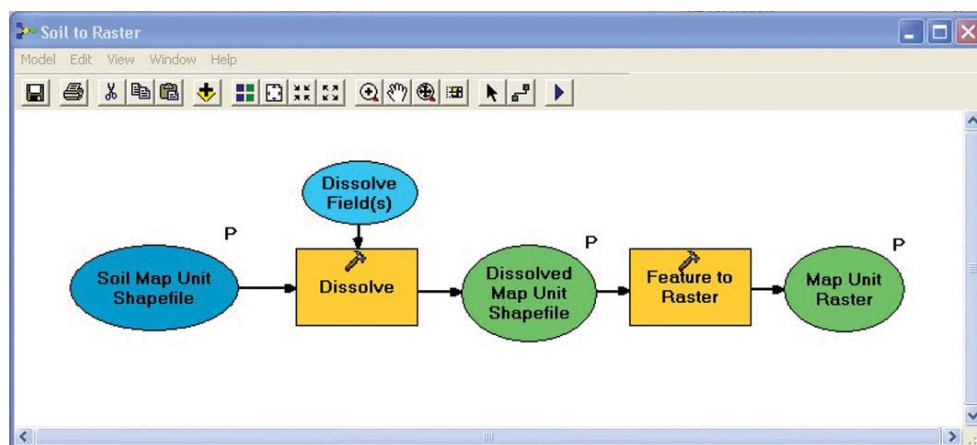 Soil to Raster
Model Edit View Window Help
Dissolve
Field(s)
P
Soil Map Unit
Shapefile
Dissolve
P
Dissolved
Map Unit
Shapefile
Feature to
Raster
P
Map Unit
Raster